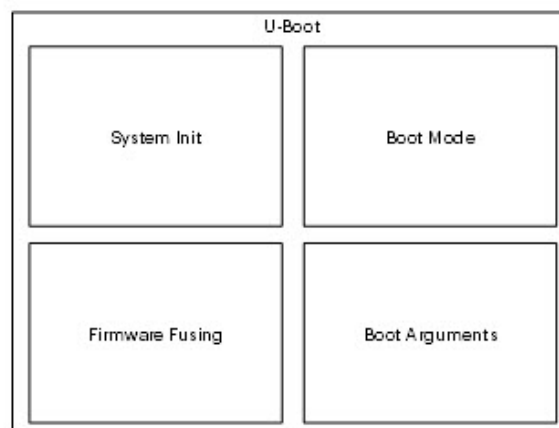 U-Boot
System Init
Boot Mode
Firmware Fusing
Boot Arguments